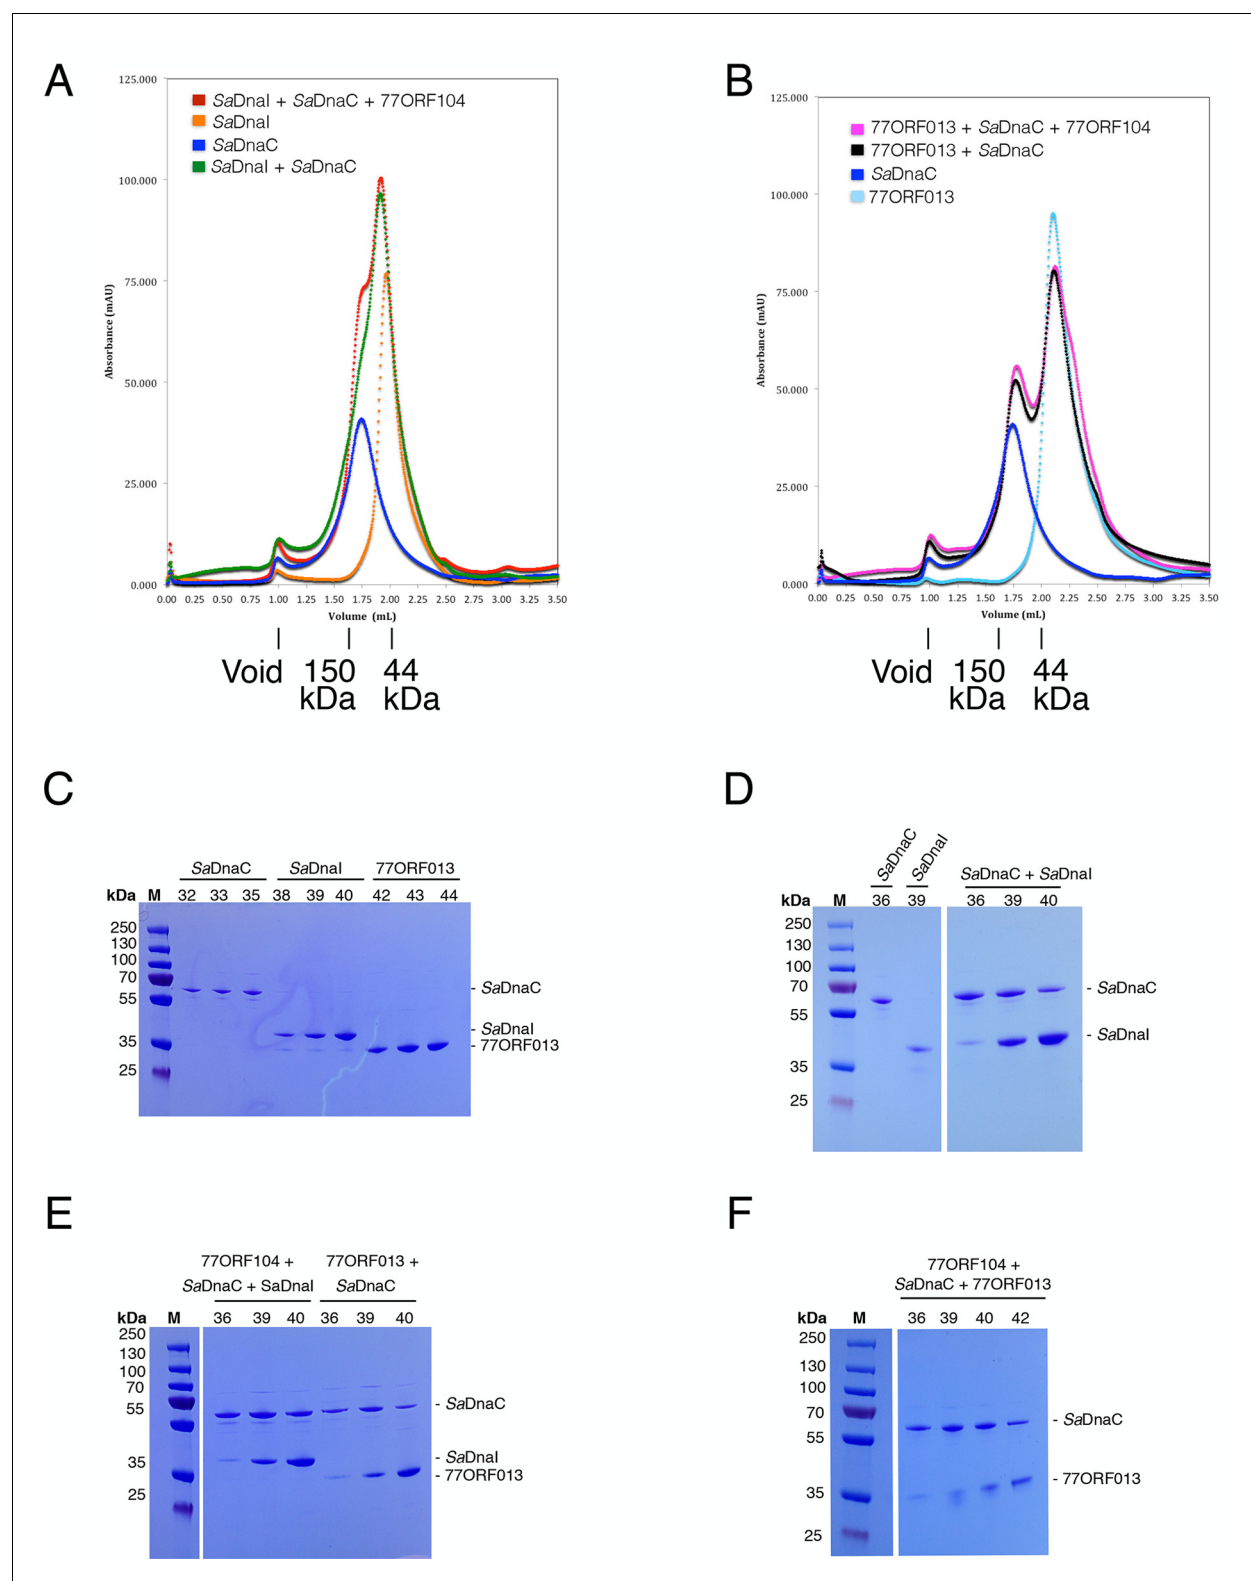 A
125.000
100.000
75.000
50.000
25.000
0.000
Absorbance (mAU)
SaDnaI + SaDnaC + 77ORF104
SaDnaI
SaDnaC
SaDnaI + SaDnaC
0.00 0.25 0.50 0.75 1.00 1.25 1.50 1.75 2.00 2.25 2.50 2.75 3.00 3.25 3.50
Volume (mL)
Void 150 kDa 44 kDa
B
125.000
100.000
75.000
50.000
25.000
0.000
Absorbance (mAU)
77ORF013 + SaDnaC + 77ORF104
77ORF013 + SaDnaC
SaDnaC
77ORF013
0.00 0.25 0.50 0.75 1.00 1.25 1.50 1.75 2.00 2.25 2.50 2.75 3.00 3.25 3.50
Volume (mL)
Void 150 kDa 44 kDa
C
SaDnaC SaDnaI 77ORF013
kDa M 32 33 35 38 39 40 42 43 44
250
130
100
70
55
35
25
- SaDnaC
- SaDnaI
- 77ORF013
D
SaDnaC SaDnaI SaDnaC + SaDnaI
kDa M 36 39 36 39 40
250
130
100
70
55
35
25
- SaDnaC
- SaDnaI
E
77ORF104 + 77ORF013 +
SaDnaC + SaDnaI SaDnaC
kDa M 36 39 40 36 39 40
250
130
100
70
55
35
25
- SaDnaC
- SaDnaI
- 77ORF013
F
77ORF104 +
SaDnaC + 77ORF013
kDa M 36 39 40 42
250
130
100
70
55
35
25
- SaDnaC
- 77ORF013